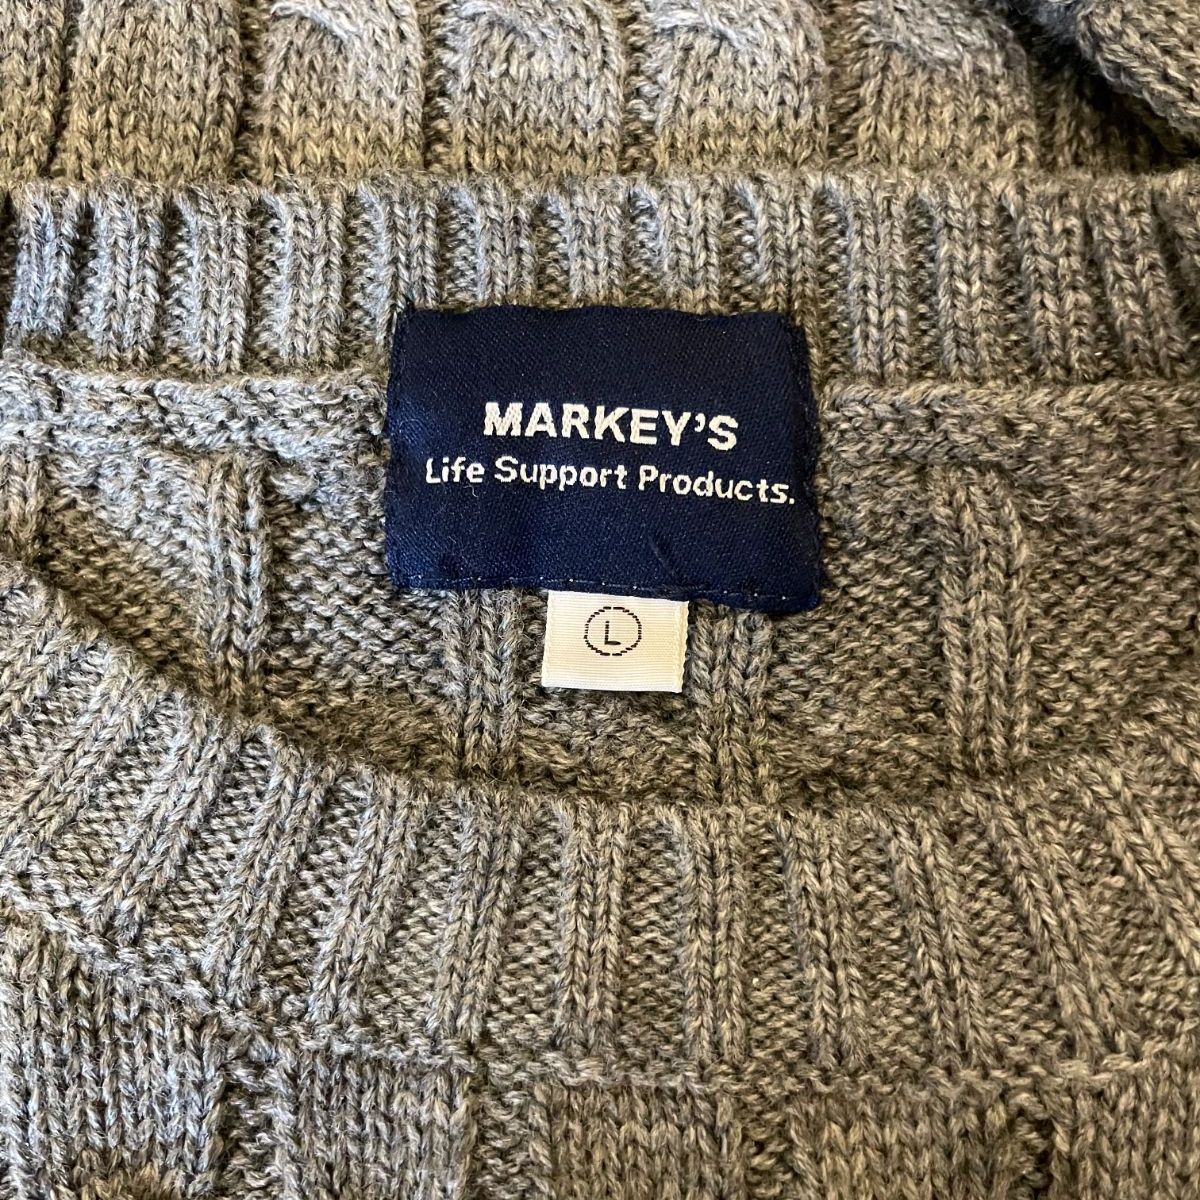 MARKEY'S
Life Support Products.
L